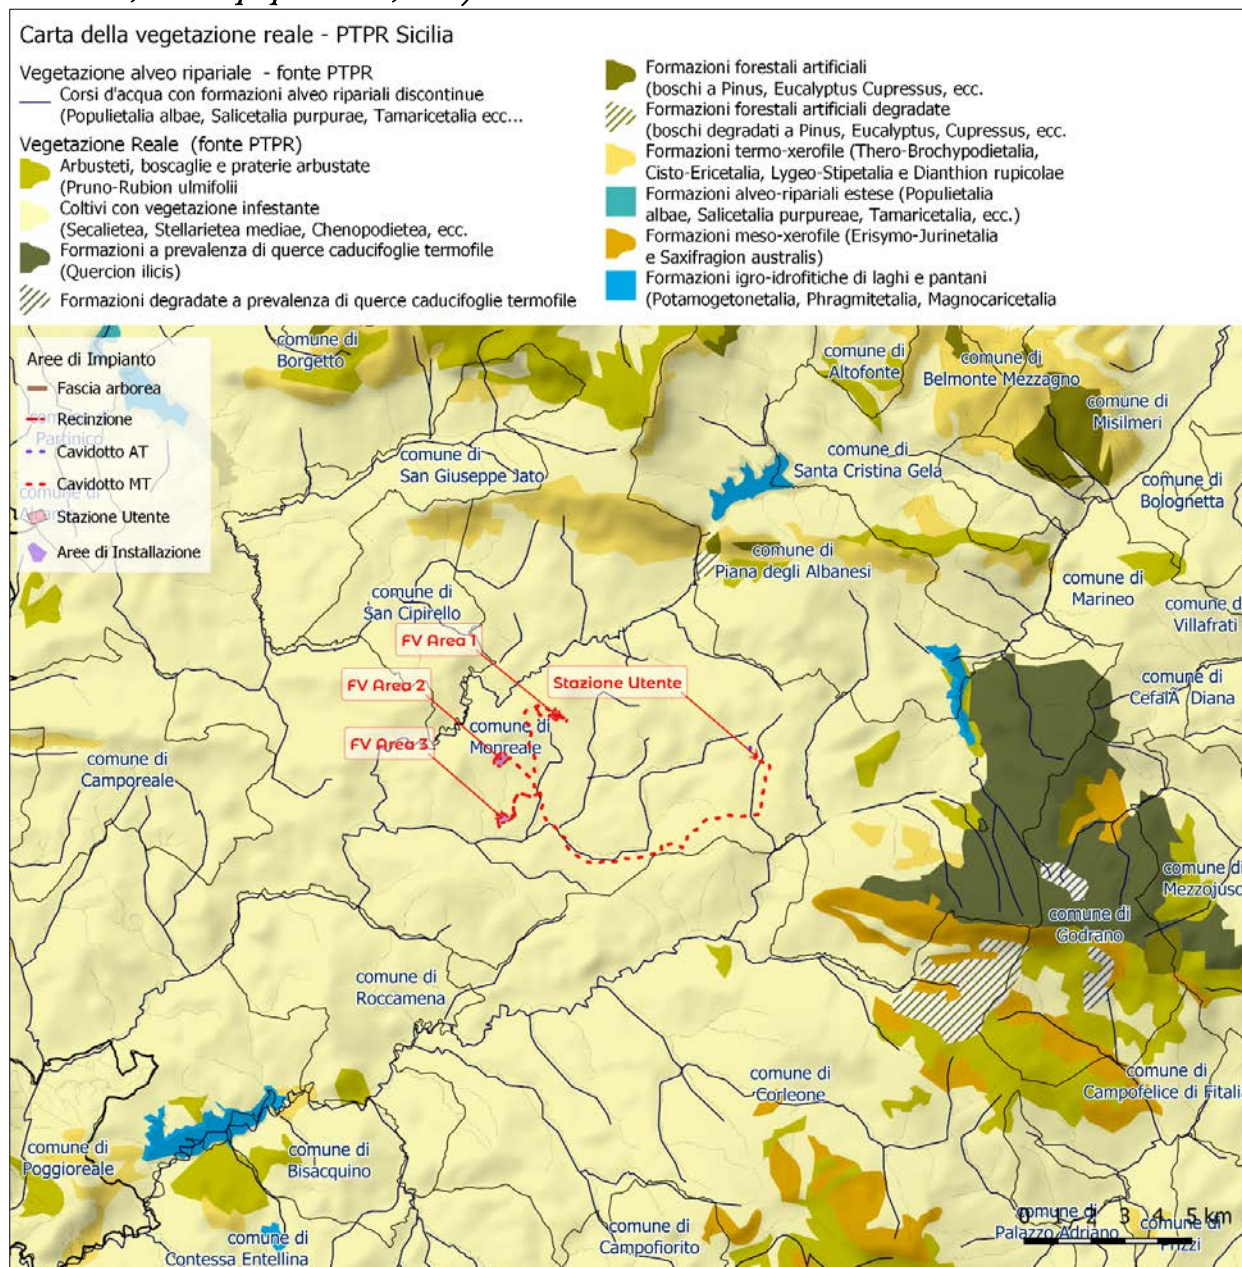 Carta della vegetazione reale - PTPR Sicilia
Vegetazione alveo ripariale - fonte PTPR
Corsi d'acqua con formazioni alveo ripariali discontinue
(Populietalia albae, Salicetalia purpurae, Tamaricetalia ecc...
Vegetazione Reale (fonte PTPR)
Arbusteti, boscaglie e praterie arbustate
(Pruno-Rubion ulmifolii
Coltivi con vegetazione infestante
(Secalietea, Stellarietea mediae, Chenopodietea, ecc.
Formazioni a prevalenza di querce caducifoglie termofile
(Quercion ilicis)
Formazioni degradate a prevalenza di querce caducifoglie termofile
Formazioni forestali artificiali
(boschi a Pinus, Eucalyptus Cupressus, ecc.
Formazioni forestali artificiali degradate
(boschi degradati a Pinus, Eucalyptus, Cupressus, ecc.
Formazioni termo-xerofile (Thero-Brochypodietalia,
Cisto-Ericetalia, Lygeo-Stipetalia e Dianthion rupicolae
Formazioni alveo-ripariali estese (Populietalia
albae, Salicetalia purpureae, Tamaricetalia, ecc.)
Formazioni meso-xerofile (Erisymo-Jurinetalia
e Saxifragion australis)
Formazioni igro-idrofitiche di laghi e pantani
(Potamogetonetalia, Phragmitetalia, Magnocaricetalia
Aree di Impianto
Fascia arborea
Recinzione
Cavidotto AT
Cavidotto MT
Stazione Utente
Aree di Installazione
comune di
Borgetto
comune di
Altofonte
comune di
Belmonte Mezzagno
comune di
Misilmeri
Partinico
comune di
San Giuseppe Jato
comune di
Santa Cristina Gela
comune di
Bolognetta
comune di
comune di
Piana degli Albanesi
comune di
Marineo
comune di
San Cipirello
comune di
Villafrati
FV Area 1
FV Area 2
Stazione Utente
comune di
CefalÃ Diana
FV Area 3
comune di
Monreale
comune di
Camporeale
comune di
Mezzojuso
comune di
Godrano
comune di
Roccamena
comune di
Corleone
comune di
Campofelice di Fitalia
comune di
Poggioreale
comune di
Bisacquino
comune di
Contessa Entellina
comune di
Campofiorito
comune di
Palazzo Adriano
comune di
Prizzi
0 1 2 3 4 5 km